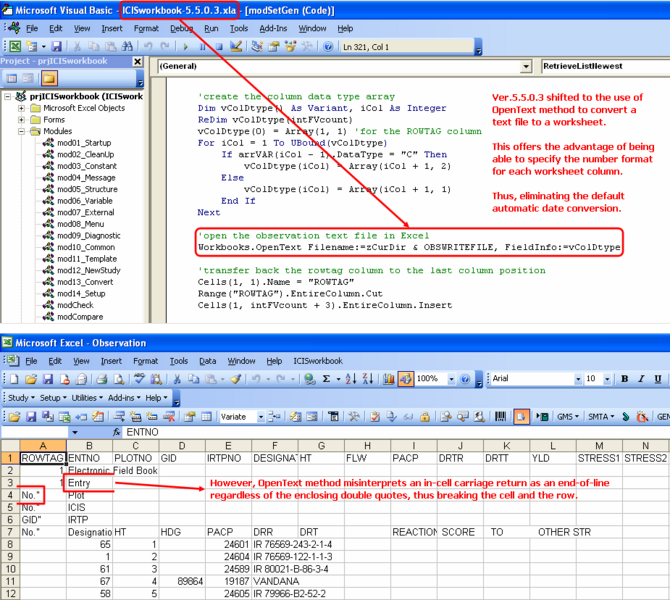 Microsoft Visual Basic - ICISworkbook-5.5.0.3.xla - [modSetGen (Code)]
File Edit View Insert Format Debug Run Tools Add-Ins Window Help
Ln 321, Col 1
Project - prjICISworkbook
(General)
RetrieveListNewest
prjICISworkbook (ICISwork
Microsoft Excel Objects
Forms
Modules
mod01_Startup
mod02_CleanUp
mod03_Constant
mod04_Message
mod05_Structure
mod06_Variable
mod07_External
mod08_Menu
mod09_Diagnostic
mod10_Common
mod11_Template
mod12_NewStudy
mod13_Convert
mod14_Setup
modCheck
modCompare
'create the column data type array
Dim vColDtype() As Variant, iCol As Integer
ReDim vColDtype(intFVcount)
vColDtype(0) = Array(1, 1) 'for the ROWTAG column
For iCol = 1 To UBound(vColDtype)
If arrVAR(iCol - 1).DataType = "C" Then
vColDtype(iCol) = Array(iCol + 1, 2)
Else
vColDtype(iCol) = Array(iCol + 1, 1)
End If
Next
'open the observation text file in Excel
Workbooks.OpenText Filename:=zCurDir & OBSWRITEFILE, FieldInfo:=vColDtype
'transfer back the rowtag column to the last column position
Cells(1, 1).Name = "ROWTAG"
Range("ROWTAG").EntireColumn.Cut
Cells(1, intFVcount + 3).EntireColumn.Insert
Ver.5.5.0.3 shifted to the use of
OpenText method to convert a
text file to a worksheet.
This offers the advantage of being
able to specify the number format
for each worksheet column.
Thus, eliminating the default
automatic date conversion.
Microsoft Excel - Observation
File Edit View Insert Format Tools Data Window Help ICISworkbook
100% Arial 10 B I U
Study Setup Utilities Add-ins Help
Variate GMS SMTA GEN
ENTNO
A B C D E F G H I J K L M N
1 ROWTAG ENTNO PLOTNO GID IRTPNO DESIGNAT HT FLW PACP DRTR DRTT YLD STRESS1 STRESS2
2 1 Electronic Field Book
3 1 Entry
4 No." Plot
5 No." ICIS
6 GID" IRTP
7 No." Designatio HT HDG PACP DRR DRT REACTION SCORE TO OTHER STR
8 65 1 24601 IR 76569-243-2-1-4
9 1 2 24604 IR 76569-122-1-1-3
10 61 3 24589 IR 80021-B-86-3-4
11 67 4 89864 19187 VANDANA
12 58 5 24605 IR 79966-B2-52-2
However, OpenText method misinterprets an in-cell carriage return as an end-of-line
regardless of the enclosing double quotes, thus breaking the cell and the row.